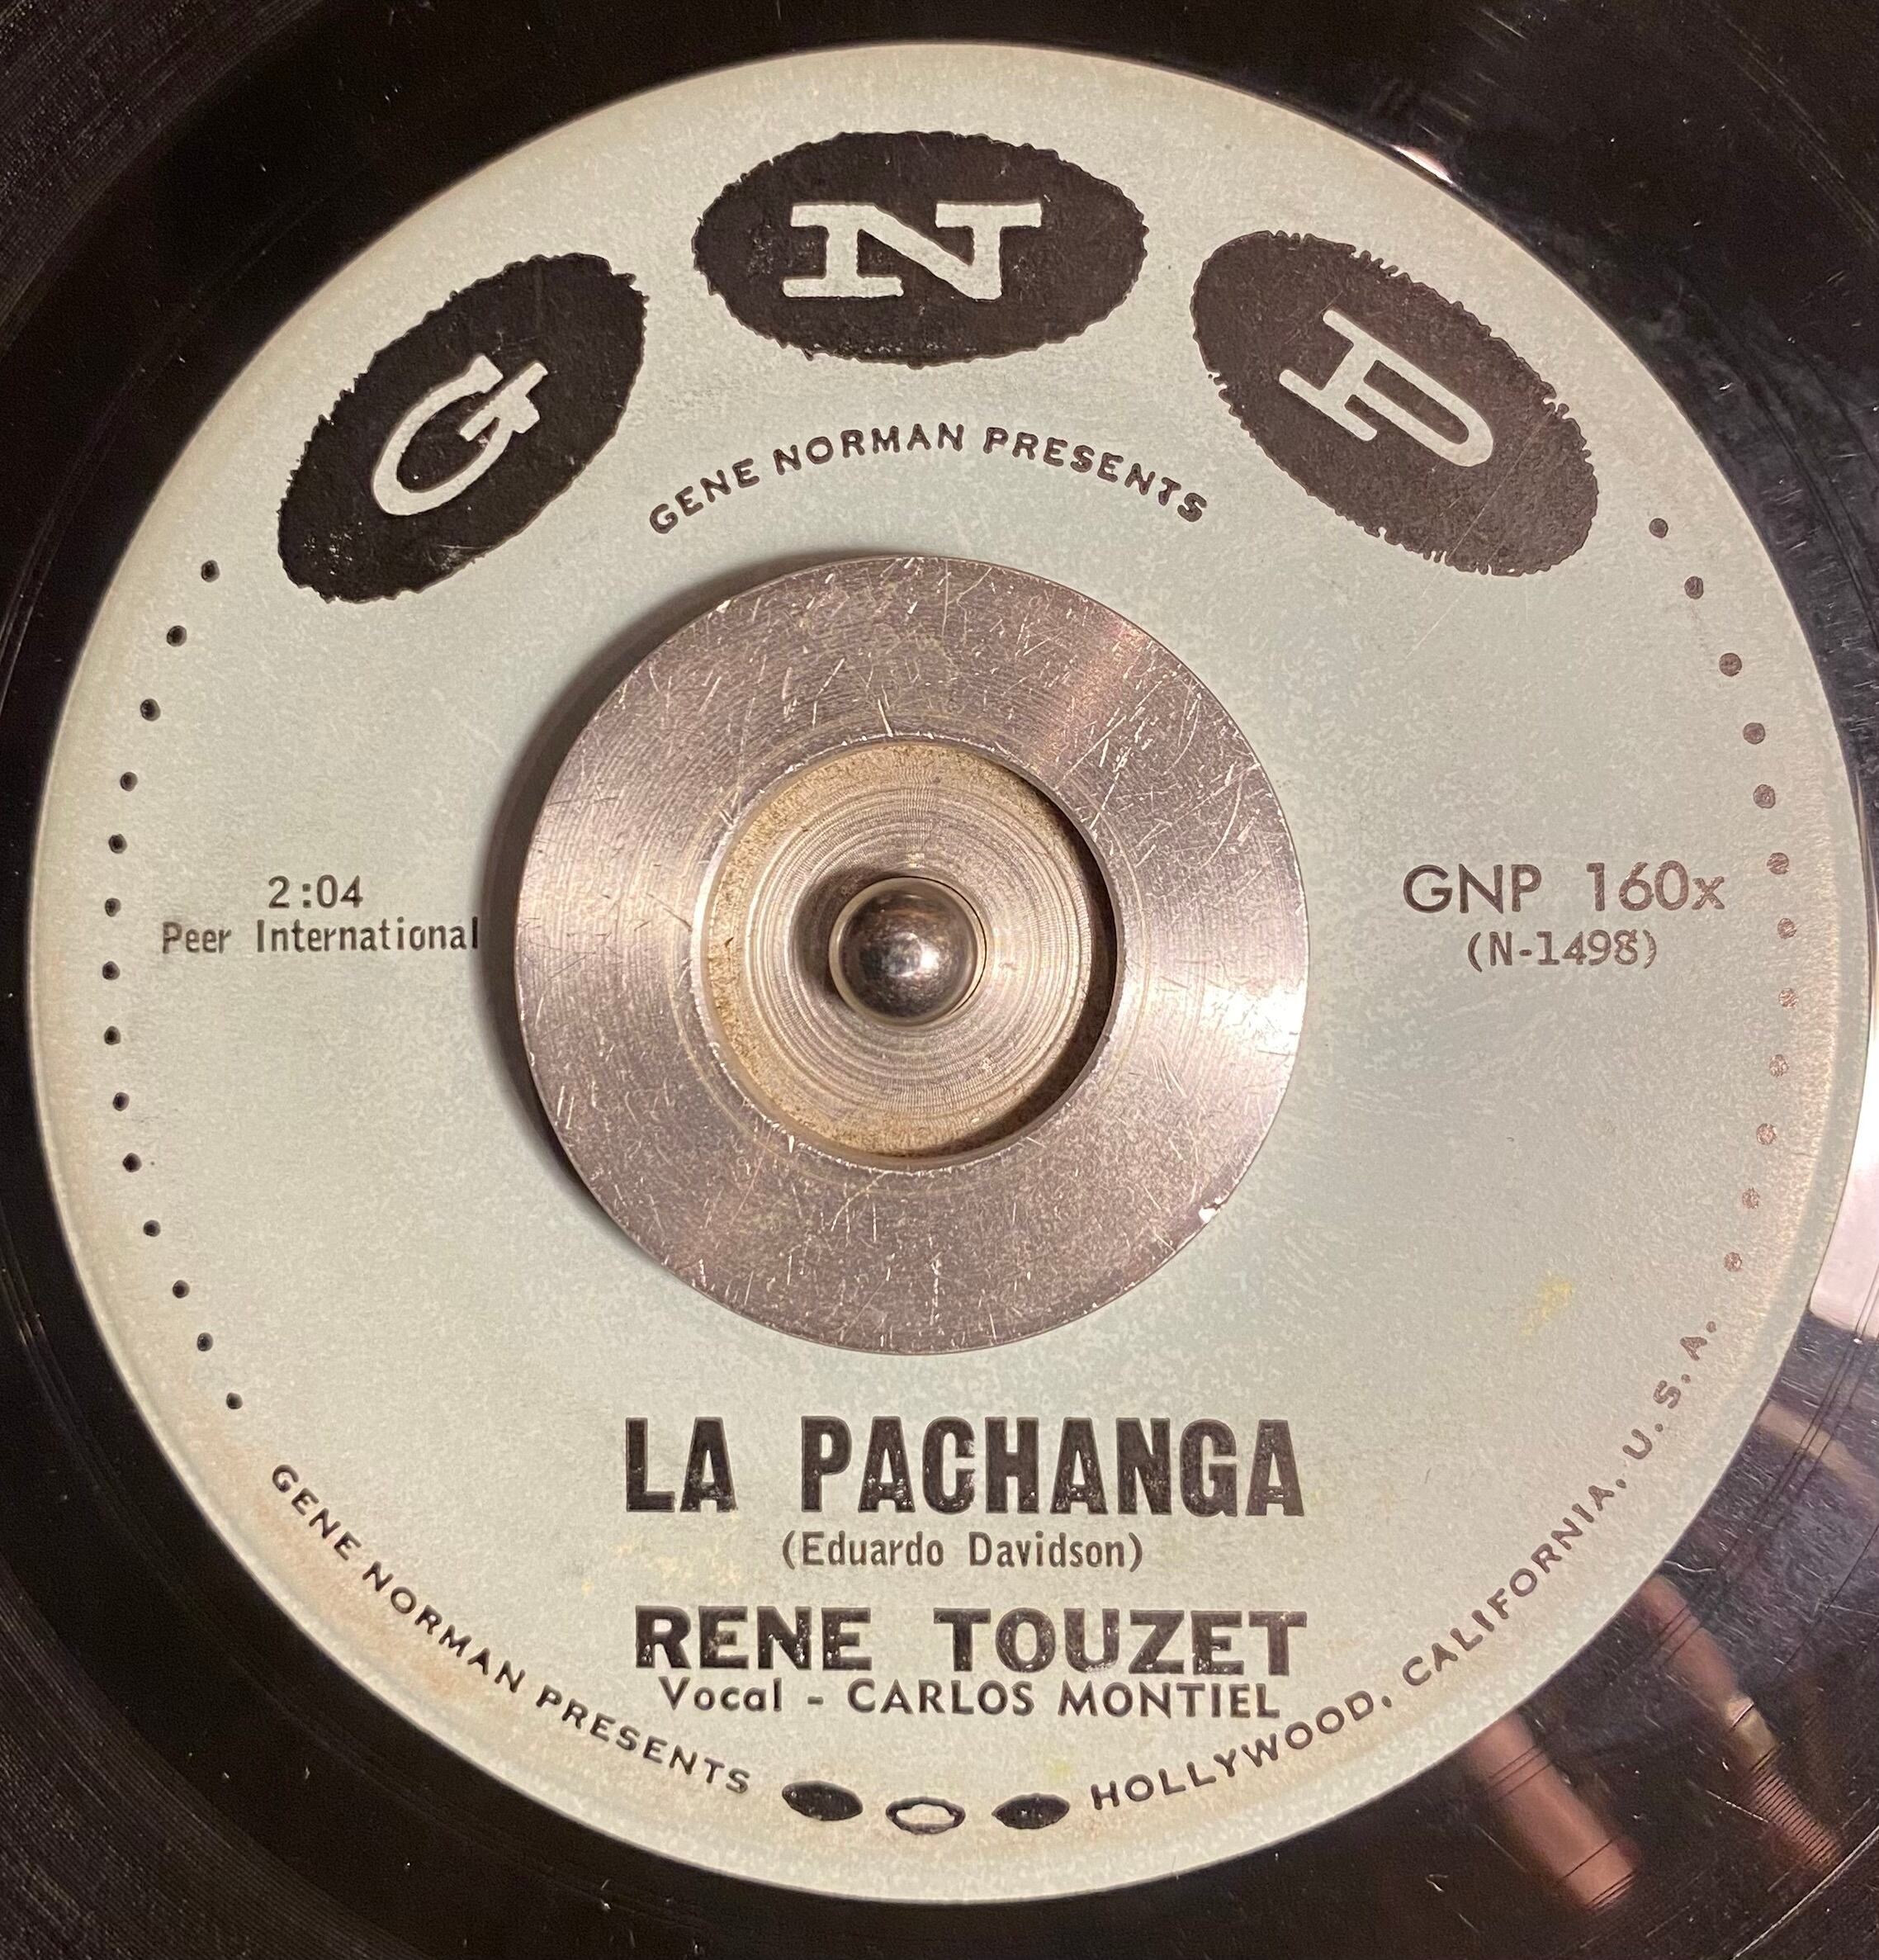 G N P
GENE NORMAN PRESENTS
2:04
Peer International
GNP 160x
(N-1498)
LA PACHANGA
(Eduardo Davidson)
RENE TOUZET
Vocal - CARLOS MONTIEL
GENE NORMAN PRESENTS
HOLLYWOOD, CALIFORNIA, U.S.A.